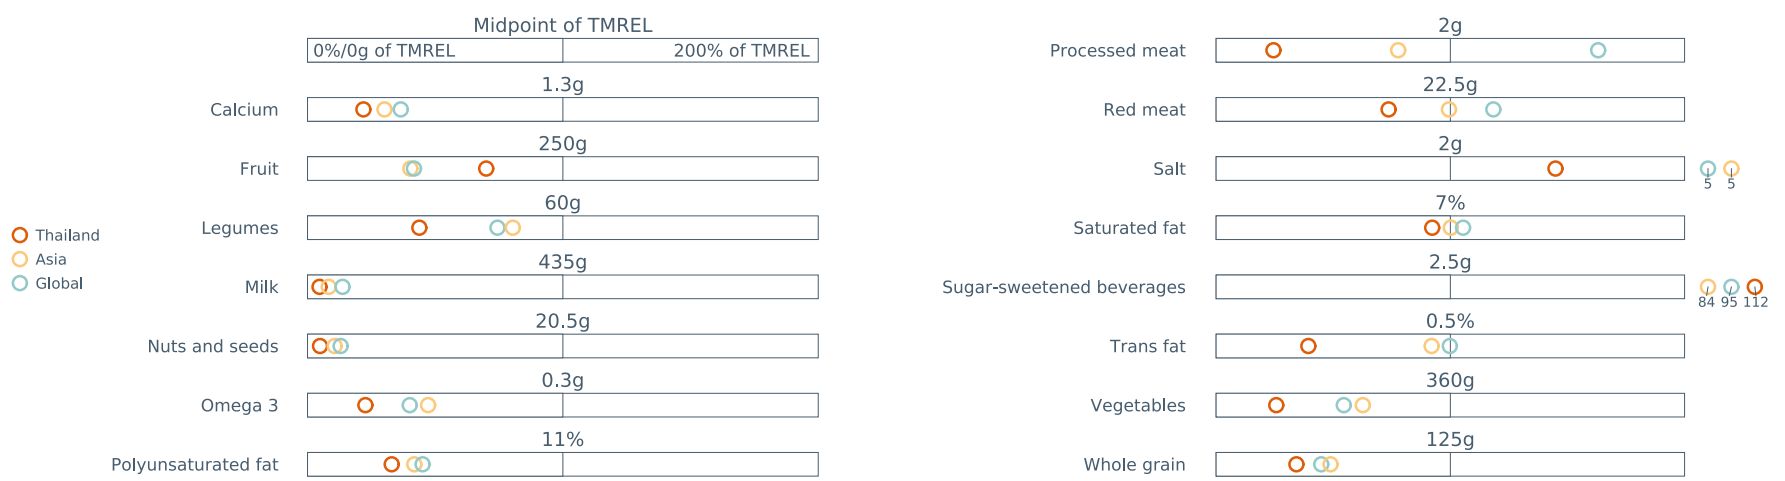 Midpoint of TMREL
0%/0g of TMREL 200% of TMREL
1.3g
Calcium
250g
Fruit
60g
Legumes
435g
Milk
20.5g
Nuts and seeds
0.3g
Omega 3
11%
Polyunsaturated fat
Thailand
Asia
Global
2g
Processed meat
22.5g
Red meat
2g
Salt
5 5
7%
Saturated fat
2.5g
Sugar-sweetened beverages
84 95 112
0.5%
Trans fat
360g
Vegetables
125g
Whole grain